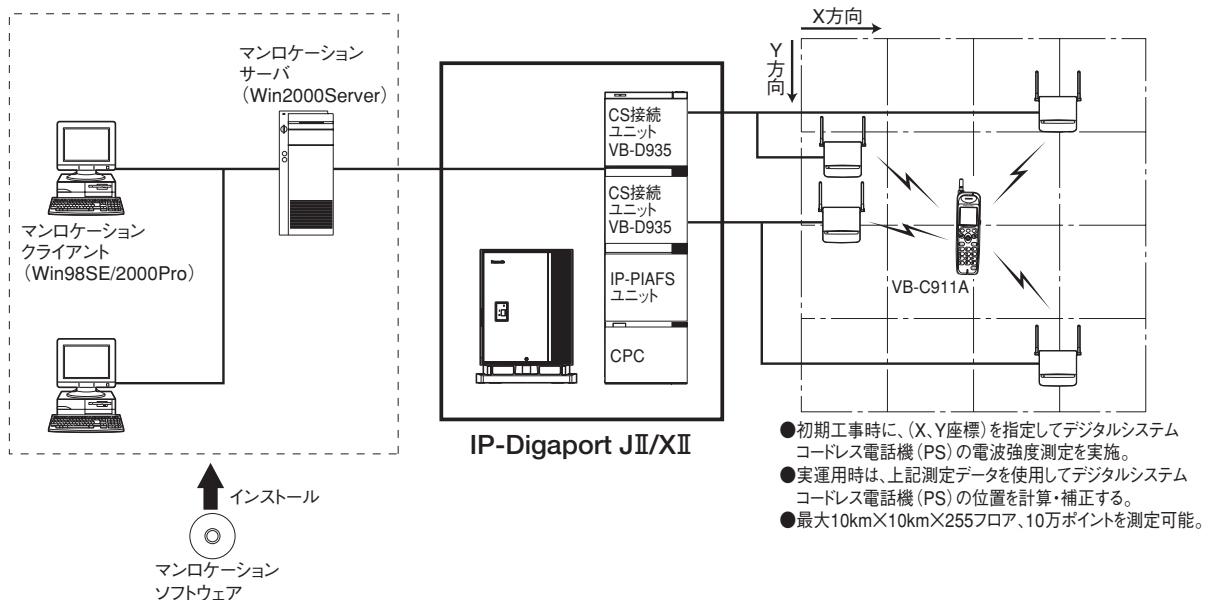 マンロケーション
サーバ
（Win2000Server）
マンロケーション
クライアント
（Win98SE/2000Pro）
インストール
マンロケーション
ソフトウェア
CS接続
ユニット
VB-D935
CS接続
ユニット
VB-D935
IP-PIAFS
ユニット
CPC
IP-Digaport JⅡ/XⅡ
X方向
Y方向
VB-C911A
●初期工事時に、（X、Y座標）を指定してデジタルシステム
コードレス電話機（PS）の電波強度測定を実施。
●実運用時は、上記測定データを使用してデジタルシステム
コードレス電話機（PS）の位置を計算・補正する。
●最大10km×10km×255フロア、10万ポイントを測定可能。